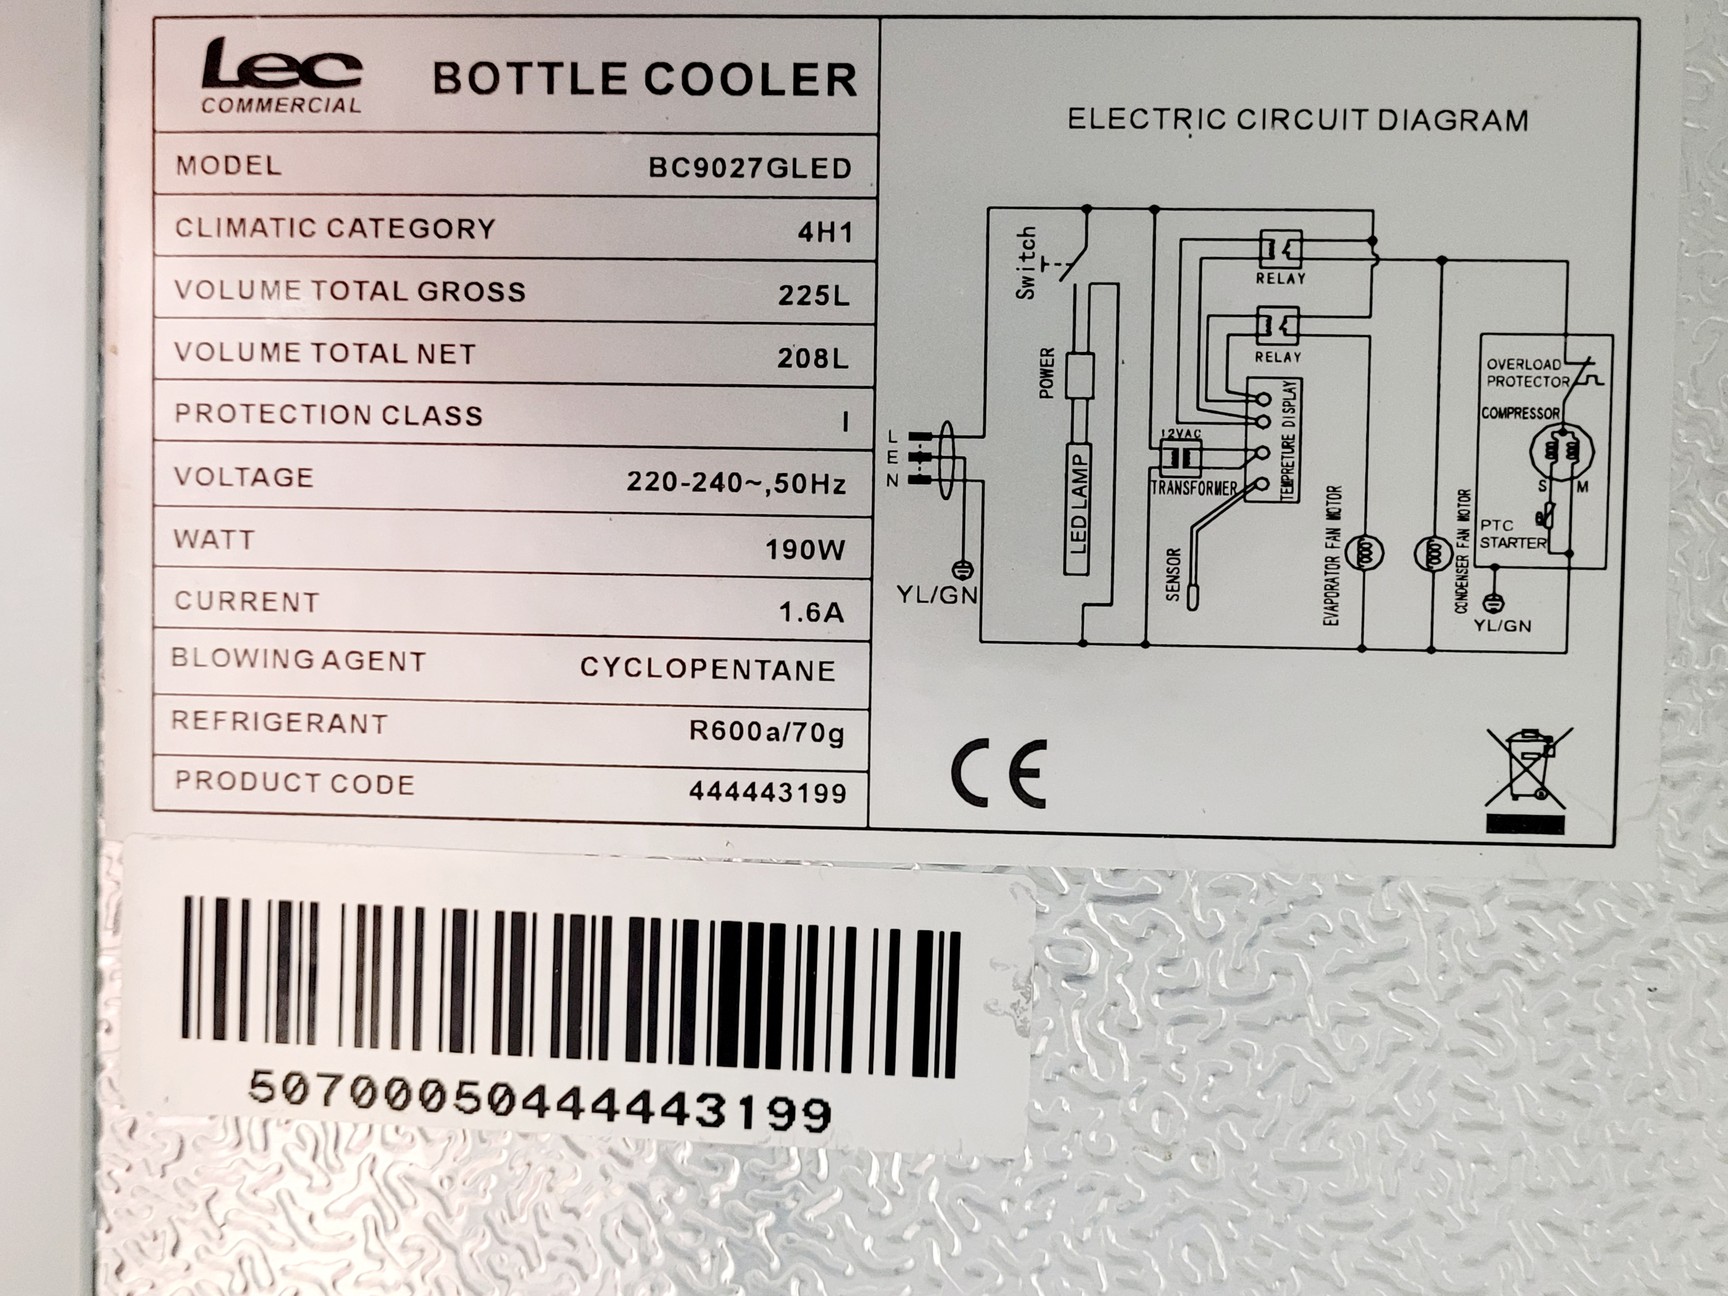 Lec
COMMERCIAL
BOTTLE COOLER
MODEL BC9027GLED
CLIMATIC CATEGORY 4H1
VOLUME TOTAL GROSS 225L
VOLUME TOTAL NET 208L
PROTECTION CLASS I
VOLTAGE 220-240~,50Hz
WATT 190W
CURRENT 1.6A
BLOWING AGENT CYCLOPENTANE
REFRIGERANT R600a/70g
PRODUCT CODE 444443199
ELECTRIC CIRCUIT DIAGRAM
Switch
RELAY
RELAY
POWER
LED LAMP
L
E
N
YL/GN
12VAC
TRANSFORMER
TEMPRETURE DISPLAY
SENSOR
EVAPORATOR FAN MOTOR
CONDENSER FAN MOTOR
OVERLOAD
PROTECTOR
COMPRESSOR
S M
PTC
STARTER
YL/GN
CE
50700050444443199